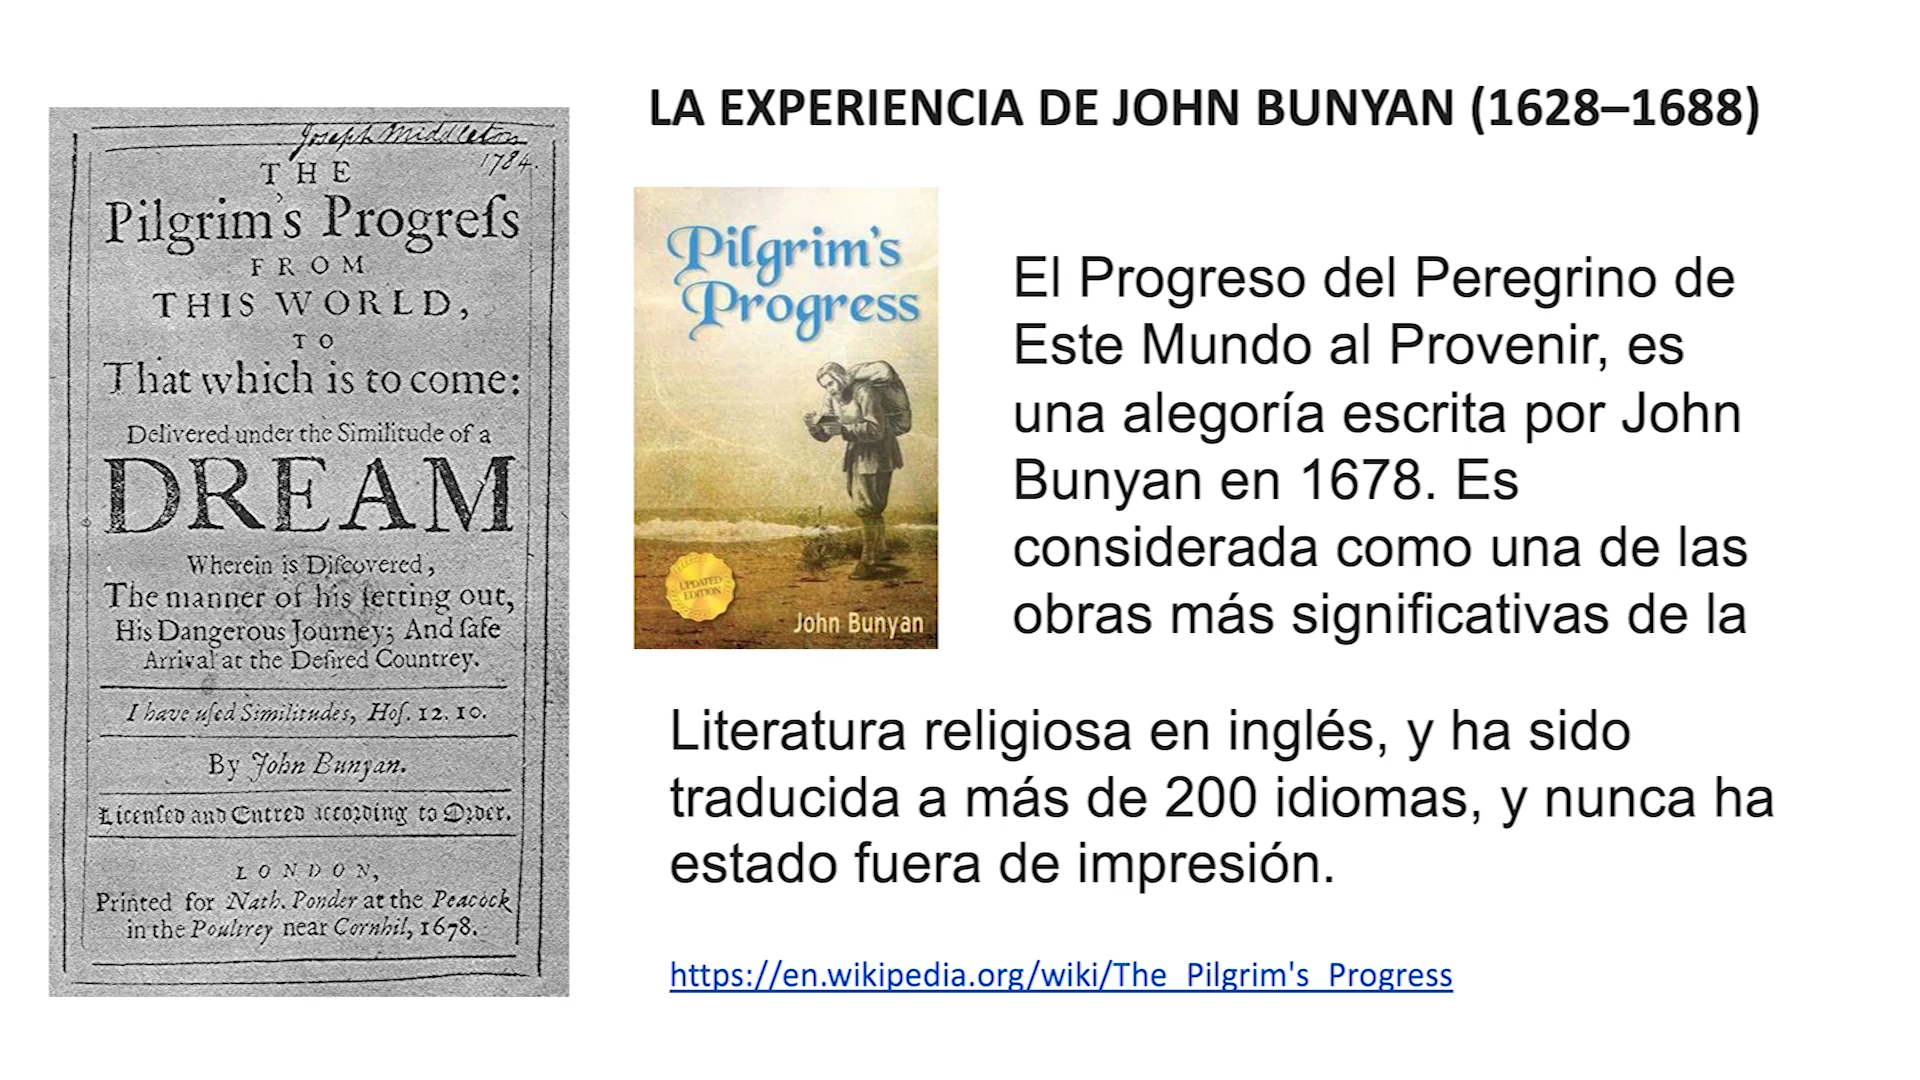 LA EXPERIENCIA DE JOHN BUNYAN (1628–1688)
Joseph Middleton
1784.
THE
Pilgrim's Progreſs
FROM
THIS WORLD,
TO
That which is to come:
Delivered under the Similitude of a
DREAM
Wherein is Diſcovered,
The manner of his ſetting out,
His Dangerous Journey; And ſafe
Arrival at the Deſired Countrey.
I have uſed Similitudes, Hoſ. 12. 10.
By John Bunyan.
Licenſed and Entred according to Order.
LONDON,
Printed for Nath. Ponder at the Peacock
in the Poultrey near Cornhil, 1678.
Pilgrim's
Progress
UPDATED
EDITION
John Bunyan
El Progreso del Peregrino de
Este Mundo al Provenir, es
una alegoría escrita por John
Bunyan en 1678. Es
considerada como una de las
obras más significativas de la
Literatura religiosa en inglés, y ha sido
traducida a más de 200 idiomas, y nunca ha
estado fuera de impresión.
https://en.wikipedia.org/wiki/The_Pilgrim's_Progress